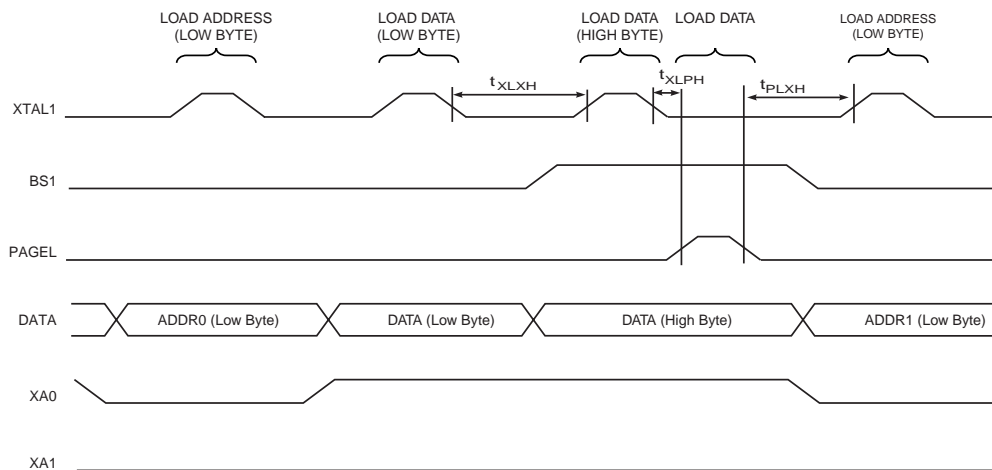 LOAD ADDRESS
(LOW BYTE)
LOAD DATA
(LOW BYTE)
LOAD DATA
(HIGH BYTE)
LOAD DATA
LOAD ADDRESS
(LOW BYTE)
tXLXH
tXLPH
tPLXH
XTAL1
BS1
PAGEL
DATA
ADDR0 (Low Byte)
DATA (Low Byte)
DATA (High Byte)
ADDR1 (Low Byte)
XA0
XA1